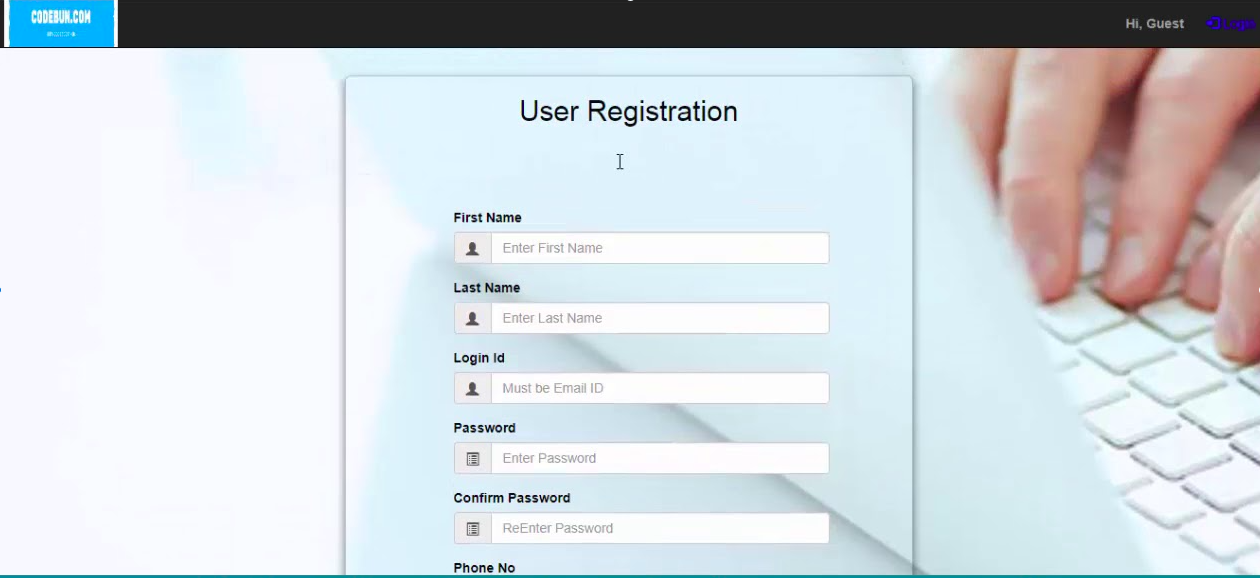 CODEBUN.COM
Hi, Guest
Login
User Registration
First Name
Enter First Name
Last Name
Enter Last Name
Login Id
Must be Email ID
Password
Enter Password
Confirm Password
ReEnter Password
Phone No